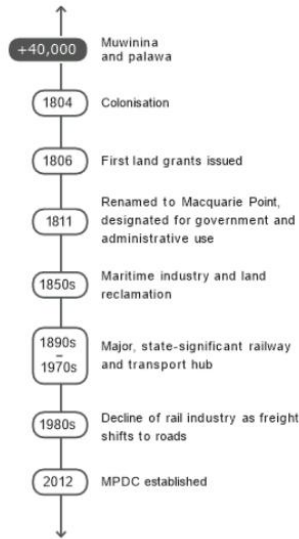 +40,000
Muwinina
and palawa
1804
Colonisation
1806
First land grants issued
1811
Renamed to Macquarie Point,
designated for government and
administrative use
1850s
Maritime industry and land
reclamation
1890s
–
1970s
Major, state-significant railway
and transport hub
1980s
Decline of rail industry as freight
shifts to roads
2012
MPDC established